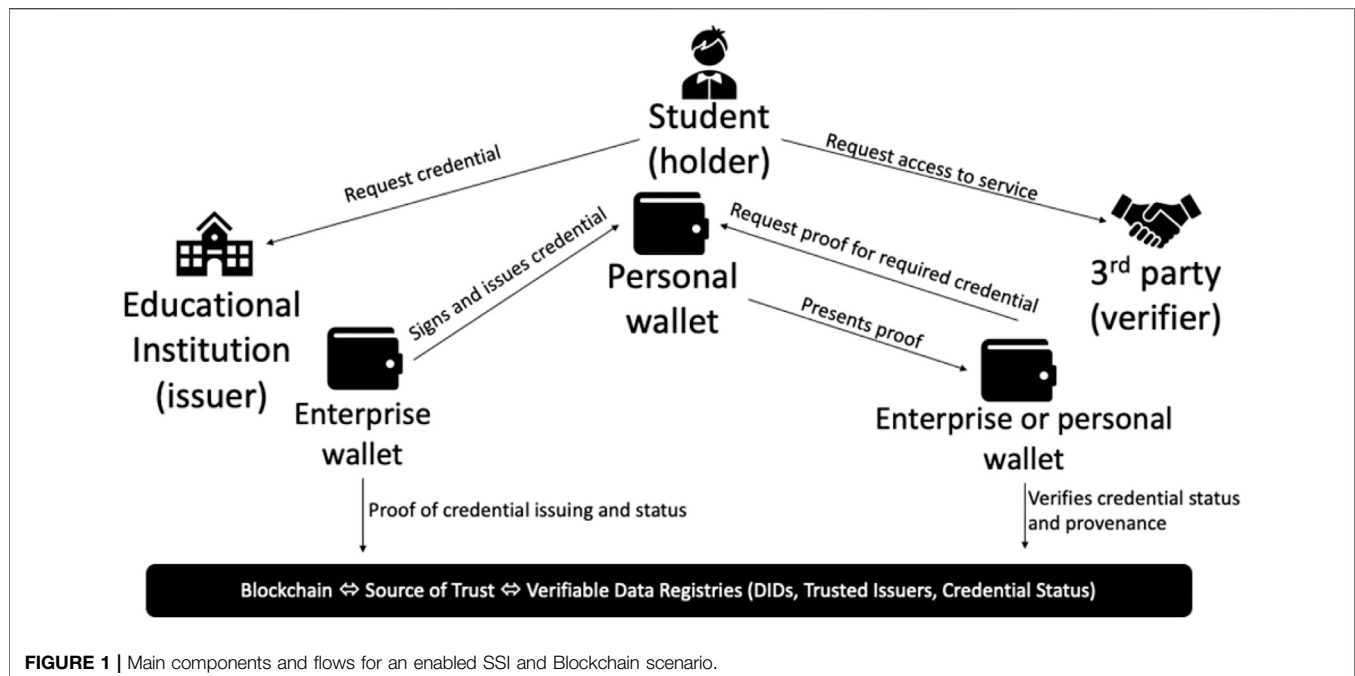 Student
(holder)
Request credential
Request access to service
Educational
Institution
(issuer)
Signs and issues credential
Personal
wallet
Request proof for required credential
Presents proof
3rd party
(verifier)
Enterprise
wallet
Enterprise or personal
wallet
Proof of credential issuing and status
Verifies credential status
and provenance
Blockchain ⇔ Source of Trust ⇔ Verifiable Data Registries (DIDs, Trusted Issuers, Credential Status)
FIGURE 1 | Main components and flows for an enabled SSI and Blockchain scenario.